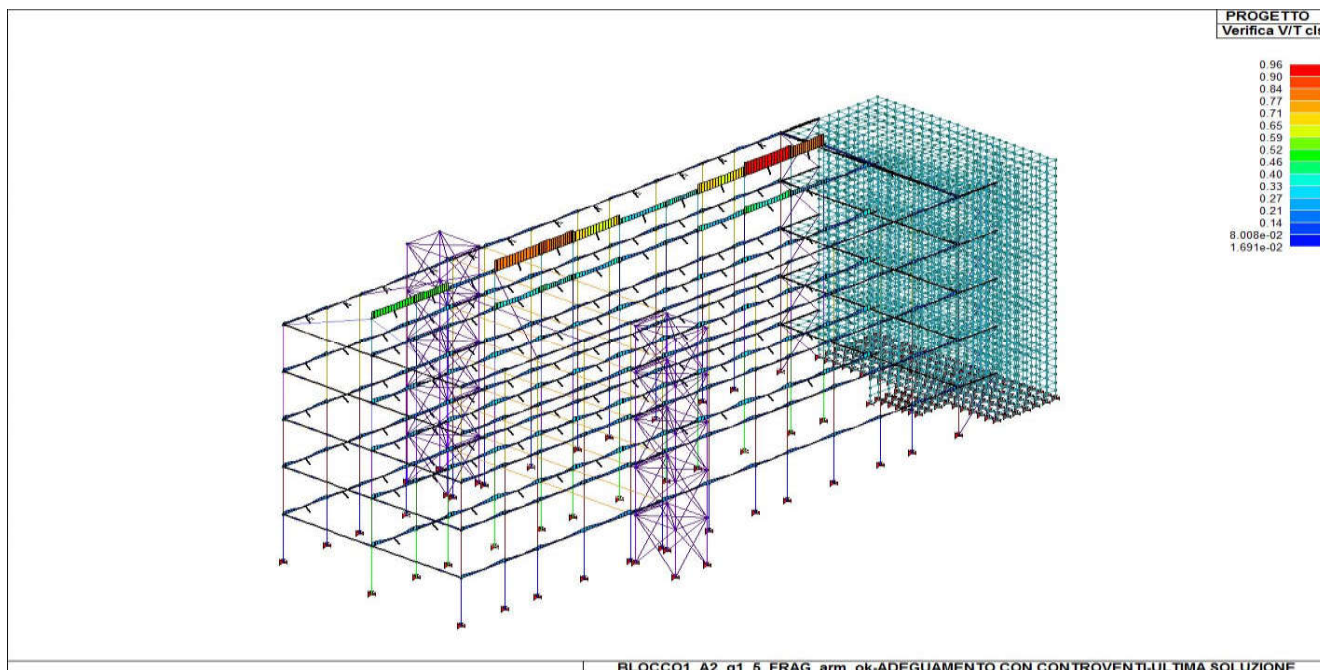 PROGETTO
Verifica V/T cls
0.96
0.90
0.84
0.77
0.71
0.65
0.59
0.52
0.46
0.40
0.33
0.27
0.21
0.14
8.008e-02
1.691e-02
BLOCCO1_A2_q1_5_FRAG_arm_ok-ADEGUAMENTO CON CONTROVENTI-ULTIMA SOLUZIONE